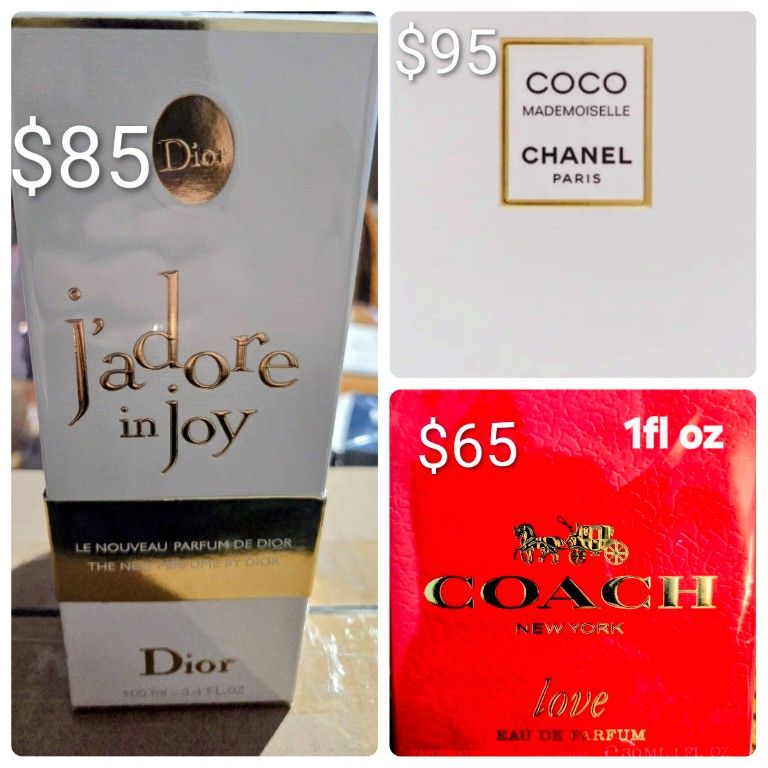 $85
Dior
j'adore
in joy
LE NOUVEAU PARFUM DE DIOR
THE NEW PERFUME BY DIOR
Dior
100 ml - 3.4 FL.OZ
$95
COCO
MADEMOISELLE
CHANEL
PARIS
$65
1fl oz
COACH
NEW YORK
love
EAU DE PARFUM
30 ML 1 FL. OZ